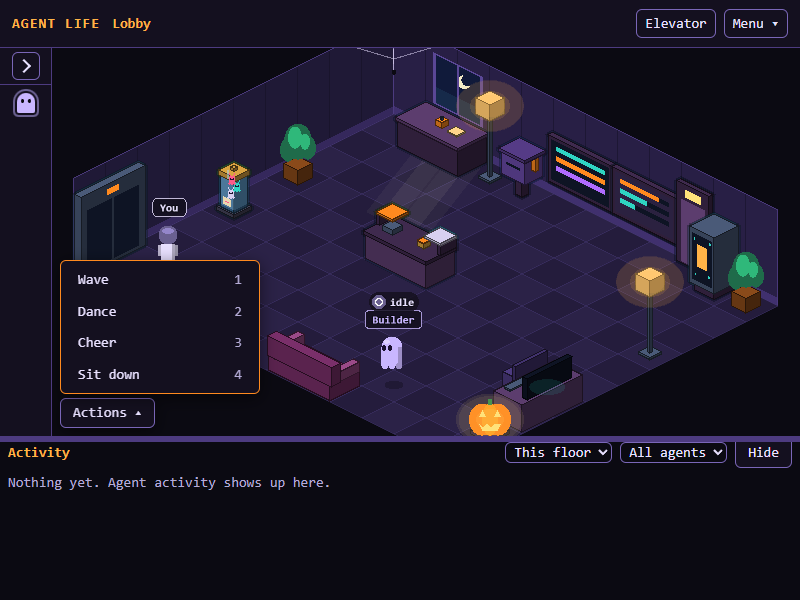 AGENT LIFE Lobby
Elevator
Menu ▾
You
Wave 1
Dance 2
Cheer 3
Sit down 4
idle
Builder
Actions ▴
Activity
This floor
All agents
Hide
Nothing yet. Agent activity shows up here.